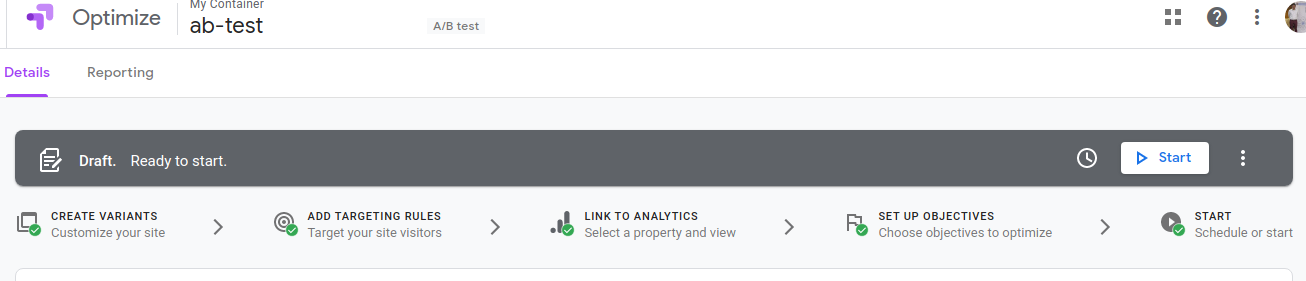 My Container
Optimize
ab-test
A/B test
Details
Reporting
Draft. Ready to start.
Start
CREATE VARIANTS
Customize your site
ADD TARGETING RULES
Target your site visitors
LINK TO ANALYTICS
Select a property and view
SET UP OBJECTIVES
Choose objectives to optimize
START
Schedule or start